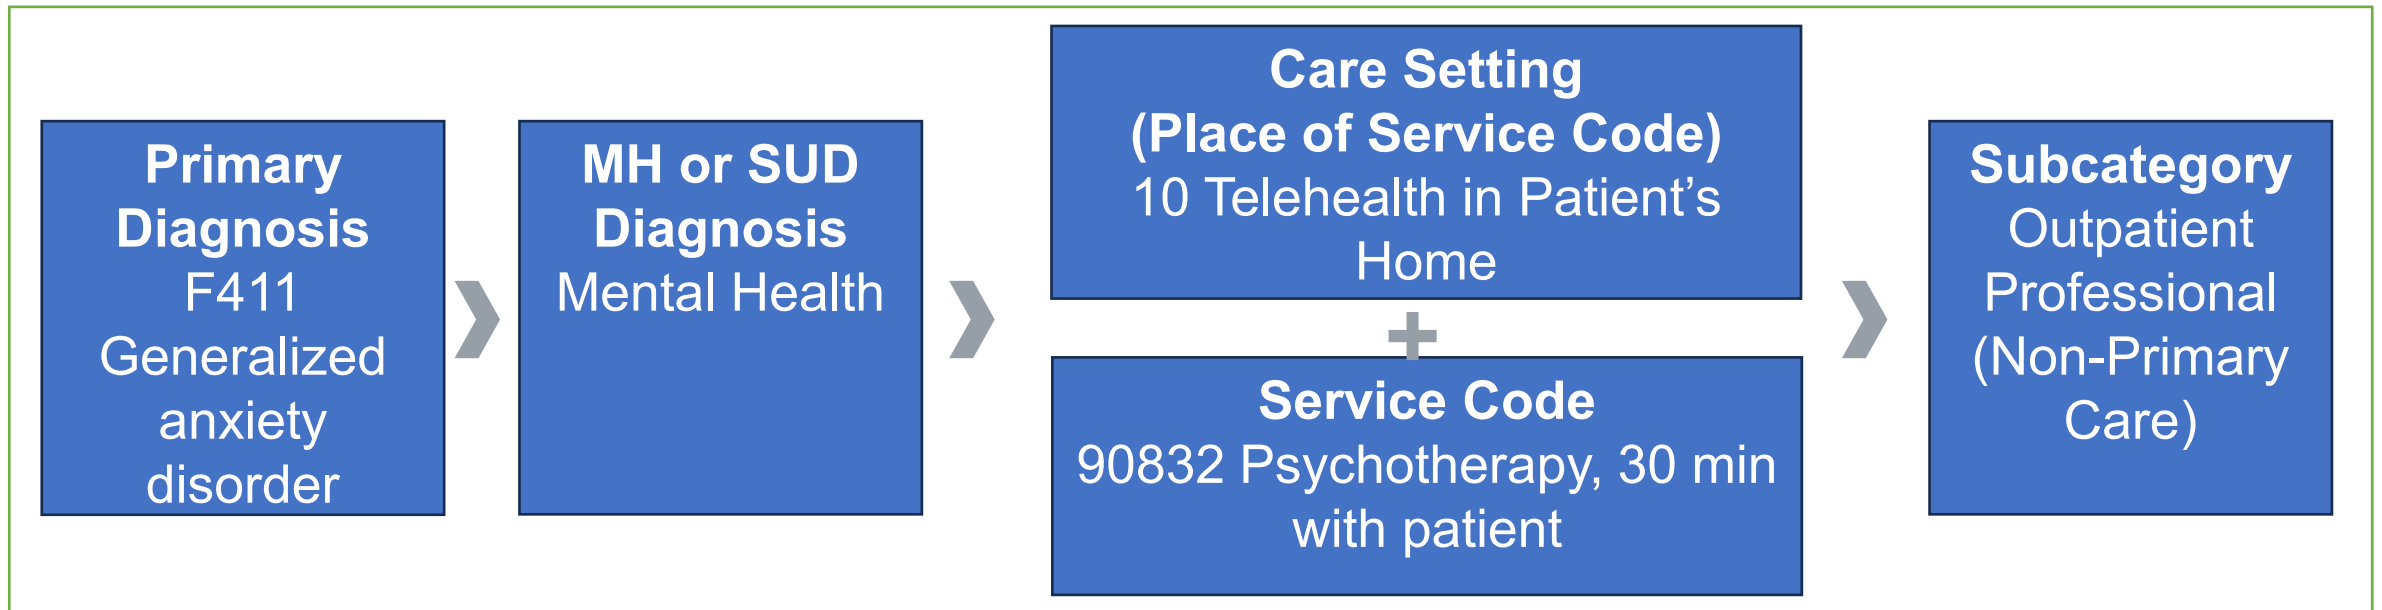 Primary
Diagnosis
F411
Generalized
anxiety
disorder
MH or SUD
Diagnosis
Mental Health
Care Setting
(Place of Service Code)
10 Telehealth in Patient’s
Home
+
Service Code
90832 Psychotherapy, 30 min
with patient
Subcategory
Outpatient
Professional
(Non-Primary
Care)